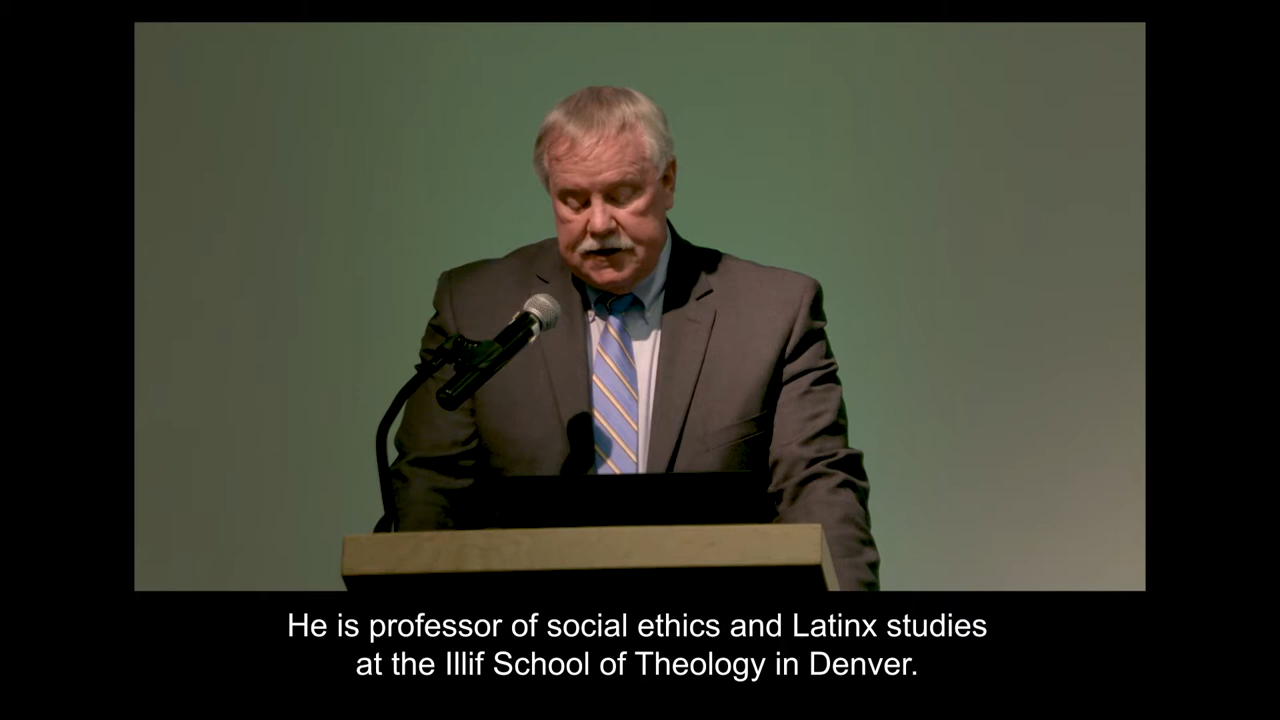 He is professor of social ethics and Latinx studies
at the Illif School of Theology in Denver.